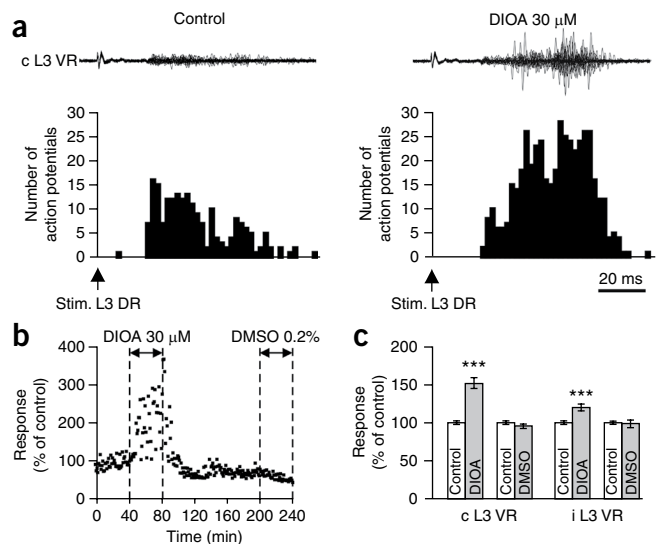 a
Control
DIOA 30 µM
c L3 VR
Number of
action potentials
30
25
20
15
10
5
0
Stim. L3 DR
Number of
action potentials
30
25
20
15
10
5
0
Stim. L3 DR
20 ms
b
DIOA 30 µM
DMSO 0.2%
Response
(% of control)
400
300
200
100
0
0 40 80 120 160 200 240
Time (min)
c
Response
(% of control)
200
150
100
50
0
***
***
Control
DIOA
Control
DMSO
Control
DIOA
Control
DMSO
c L3 VR
i L3 VR